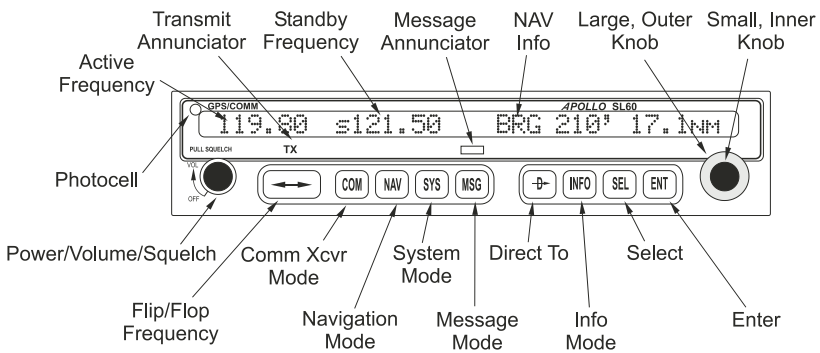 Transmit Annunciator
Standby Frequency
Message Annunciator
NAV Info
Large, Outer Knob
Small, Inner Knob
Active Frequency
GPS/COMM
APOLLO SL60
119.80 s121.50 BRG 210° 17.1NM
PULL SQUELCH
TX
VOL
OFF
Photocell
COM
NAV
SYS
MSG
D
INFO
SEL
ENT
Power/Volume/Squelch
Comm Xcvr Mode
System Mode
Direct To
Select
Flip/Flop Frequency
Navigation Mode
Message Mode
Info Mode
Enter